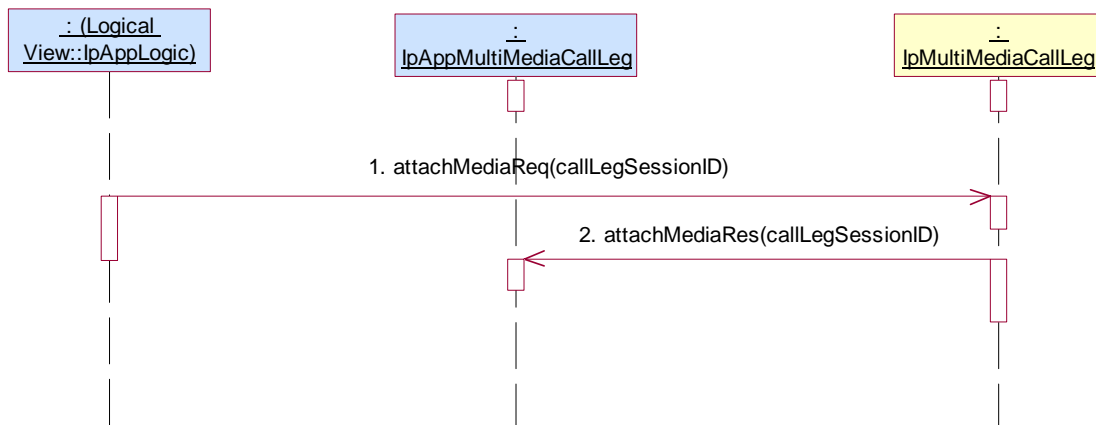 : (Logical
View::IpAppLogic)
:
IpAppMultiMediaCallLeg
:
IpMultiMediaCallLeg
1. attachMediaReq(callLegSessionID)
2. attachMediaRes(callLegSessionID)